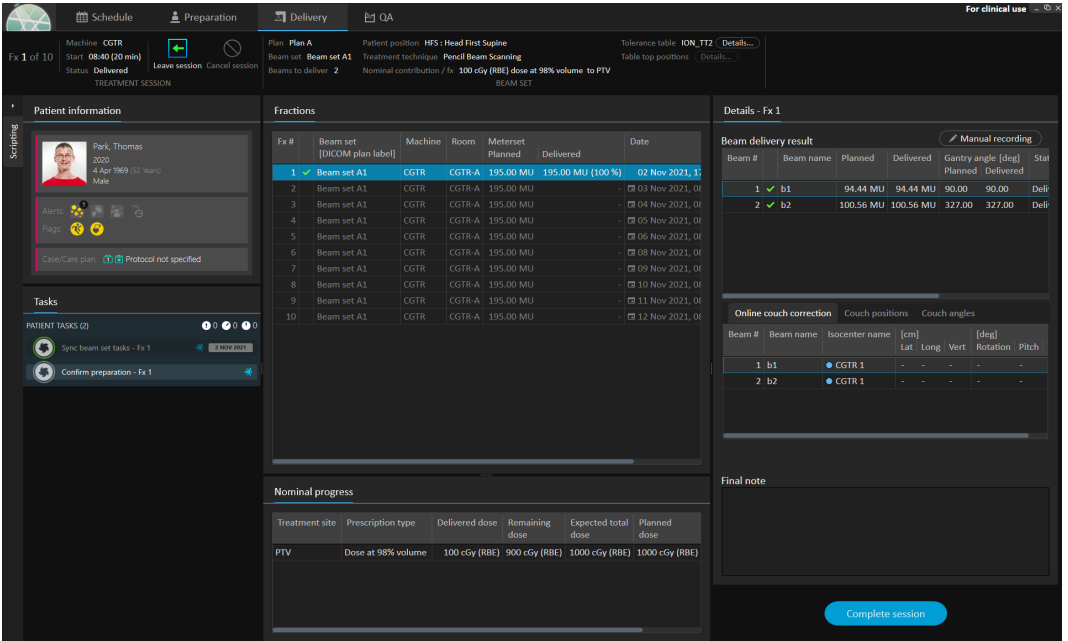 For clinical use
Schedule Preparation Delivery QA
Fx 1 of 10
Machine CGTR
Start 08:40 (20 min)
Status Delivered
Leave session Cancel session
TREATMENT SESSION
Plan Plan A
Beam set Beam set A1
Beams to deliver 2
Patient position HFS : Head First Supine
Treatment technique Pencil Beam Scanning
Nominal contribution / fx 100 cGy (RBE) dose at 98% volume to PTV
Tolerance table ION_TT2 Details...
Table top positions Details...
BEAM SET
Scripting
Patient information
Park, Thomas
2020
4 Apr 1969 (52 Years)
Male
Alerts: 1
Flags:
Case/Care plan: Protocol not specified
Tasks
PATIENT TASKS (2) 0 0 0
Sync beam set tasks - Fx 1 2 NOV 2021
Confirm preparation - Fx 1
Fractions
Fx # Beam set Machine Room Meterset Date
[DICOM plan label] Planned Delivered
1 Beam set A1 CGTR CGTR-A 195.00 MU 195.00 MU (100 %) 02 Nov 2021, 17
2 Beam set A1 CGTR CGTR-A 195.00 MU - 03 Nov 2021, 08
3 Beam set A1 CGTR CGTR-A 195.00 MU - 04 Nov 2021, 08
4 Beam set A1 CGTR CGTR-A 195.00 MU - 05 Nov 2021, 08
5 Beam set A1 CGTR CGTR-A 195.00 MU - 06 Nov 2021, 08
6 Beam set A1 CGTR CGTR-A 195.00 MU - 08 Nov 2021, 08
7 Beam set A1 CGTR CGTR-A 195.00 MU - 09 Nov 2021, 08
8 Beam set A1 CGTR CGTR-A 195.00 MU - 10 Nov 2021, 08
9 Beam set A1 CGTR CGTR-A 195.00 MU - 11 Nov 2021, 08
10 Beam set A1 CGTR CGTR-A 195.00 MU - 12 Nov 2021, 08
Nominal progress
Treatment site Prescription type Delivered dose Remaining dose Expected total dose Planned dose
PTV Dose at 98% volume 100 cGy (RBE) 900 cGy (RBE) 1000 cGy (RBE) 1000 cGy (RBE)
Details - Fx 1
Beam delivery result Manual recording
Beam # Beam name Planned Delivered Gantry angle [deg] Stat
Planned Delivered
1 b1 94.44 MU 94.44 MU 90.00 90.00 Deli
2 b2 100.56 MU 100.56 MU 327.00 327.00 Deli
Online couch correction Couch positions Couch angles
Beam # Beam name Isocenter name [cm] [deg]
Lat Long Vert Rotation Pitch
1 b1 CGTR 1 - - - - -
2 b2 CGTR 1 - - - - -
Final note
Complete session